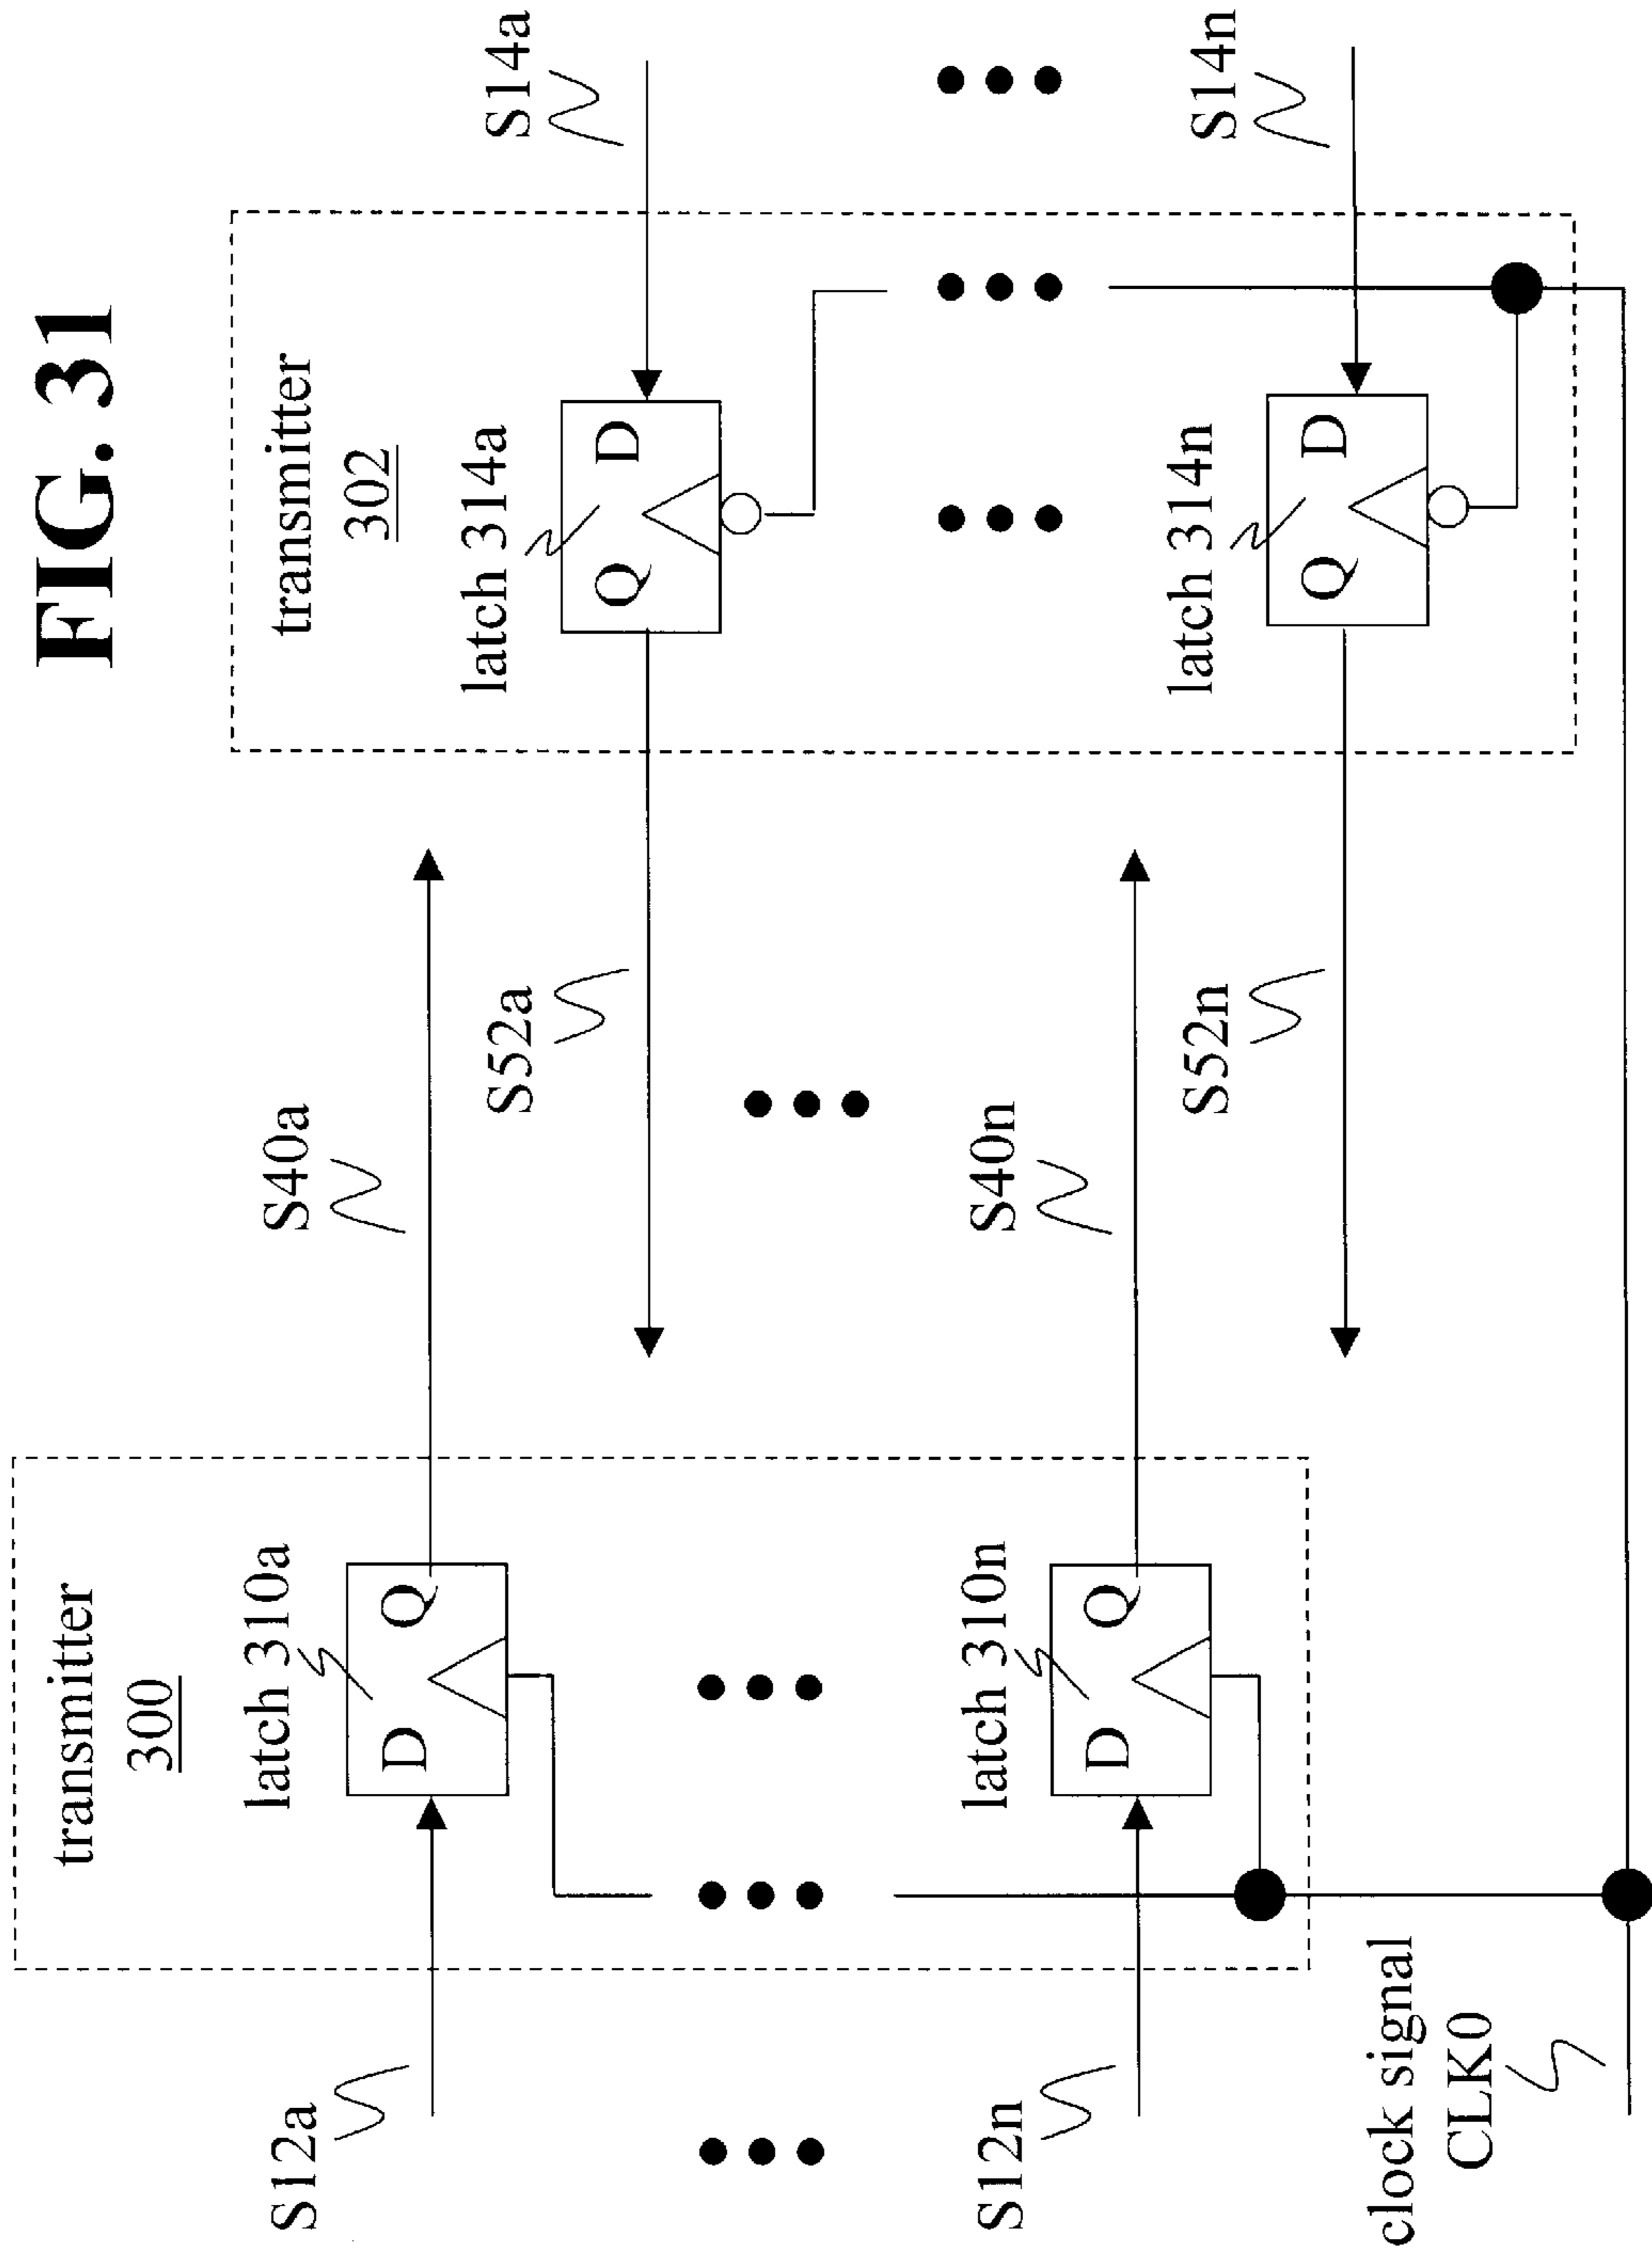 FIG. 31
transmitter
300
latch 310a
D Q
S12a
S40a
transmitter
302
latch 314a
Q D
S14a
S52a
latch 310n
D Q
S12n
S40n
latch 314n
Q D
S14n
S52n
clock signal
CLK0